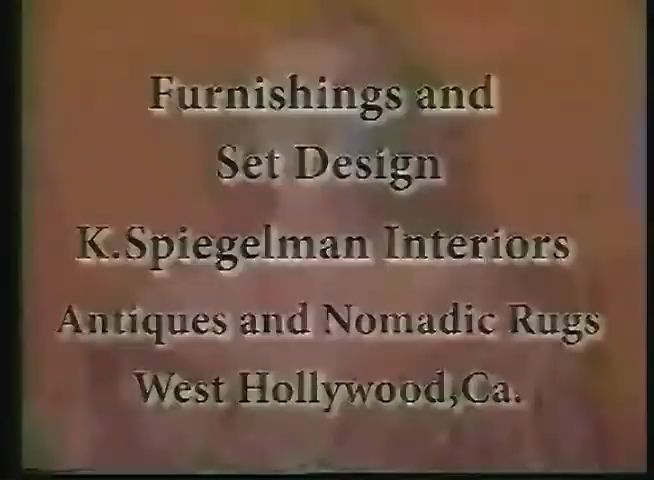 Furnishings and
Set Design
K.Spiegelman Interiors
Antiques and Nomadic Rugs
West Hollywood,Ca.